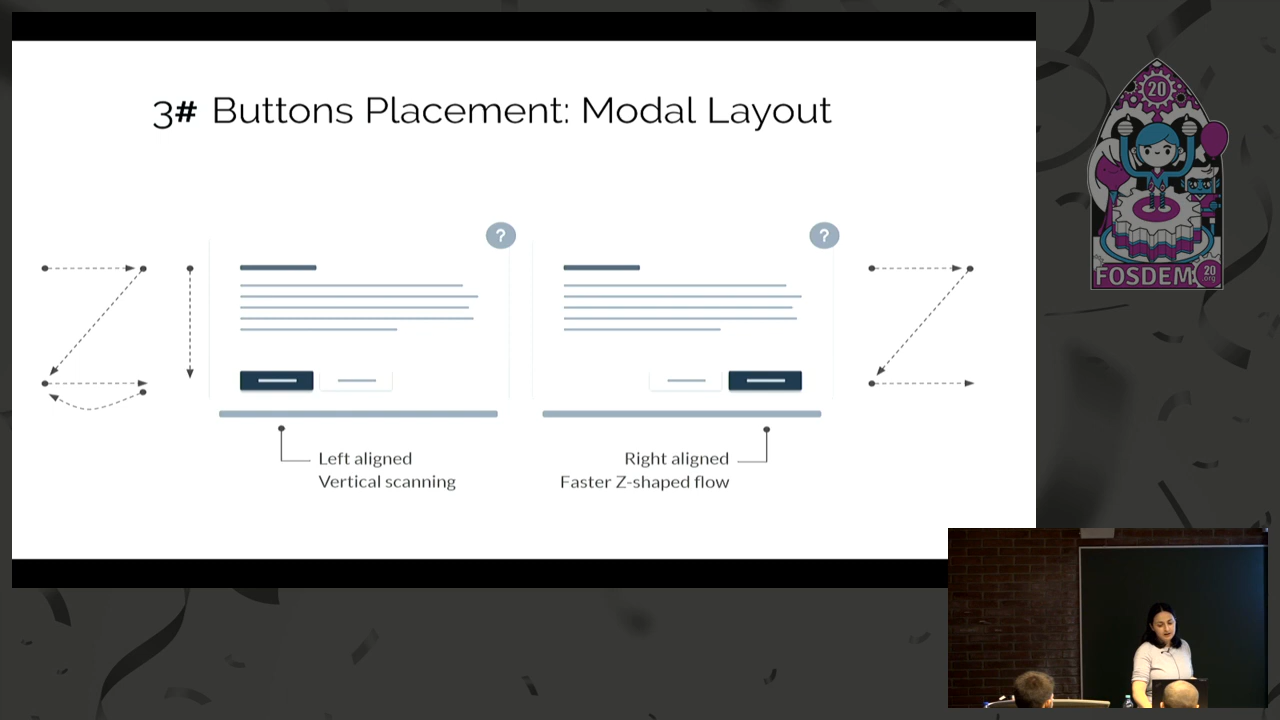 3# Buttons Placement: Modal Layout
?
?
Left aligned
Vertical scanning
Right aligned
Faster Z-shaped flow
20
FOSDEM
20
.org